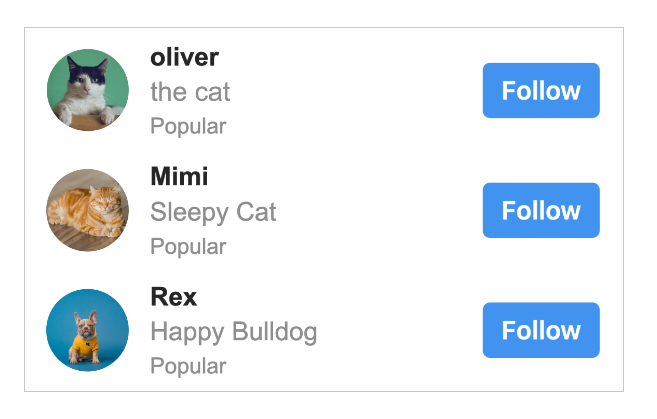 oliver
the cat
Popular
Follow
Mimi
Sleepy Cat
Popular
Follow
Rex
Happy Bulldog
Popular
Follow